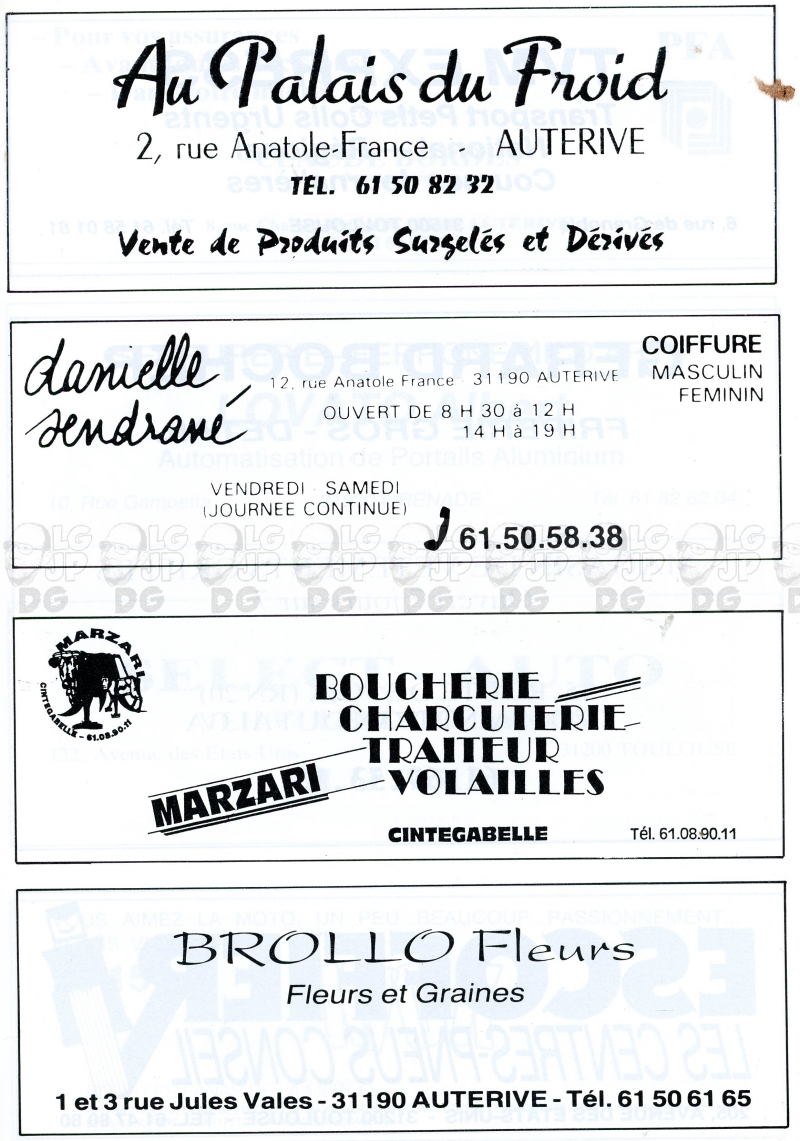 Au Palais du Froid
2, rue Anatole-France - AUTERIVE
TEL. 61 50 82 32
Vente de Produits Surgelés et Dérivés
danielle sendrané
COIFFURE
MASCULIN
FEMININ
12, rue Anatole France - 31190 AUTERIVE
OUVERT DE 8 H 30 à 12 H
14 H à 19 H
VENDREDI - SAMEDI
(JOURNEE CONTINUE)
61.50.58.38
MARZARI
CINTEGABELLE - 61.08.90.11
BOUCHERIE
CHARCUTERIE
TRAITEUR
VOLAILLES
MARZARI
CINTEGABELLE
Tél. 61.08.90.11
BROLLO Fleurs
Fleurs et Graines
1 et 3 rue Jules Vales - 31190 AUTERIVE - Tél. 61 50 61 65
LG JP DG